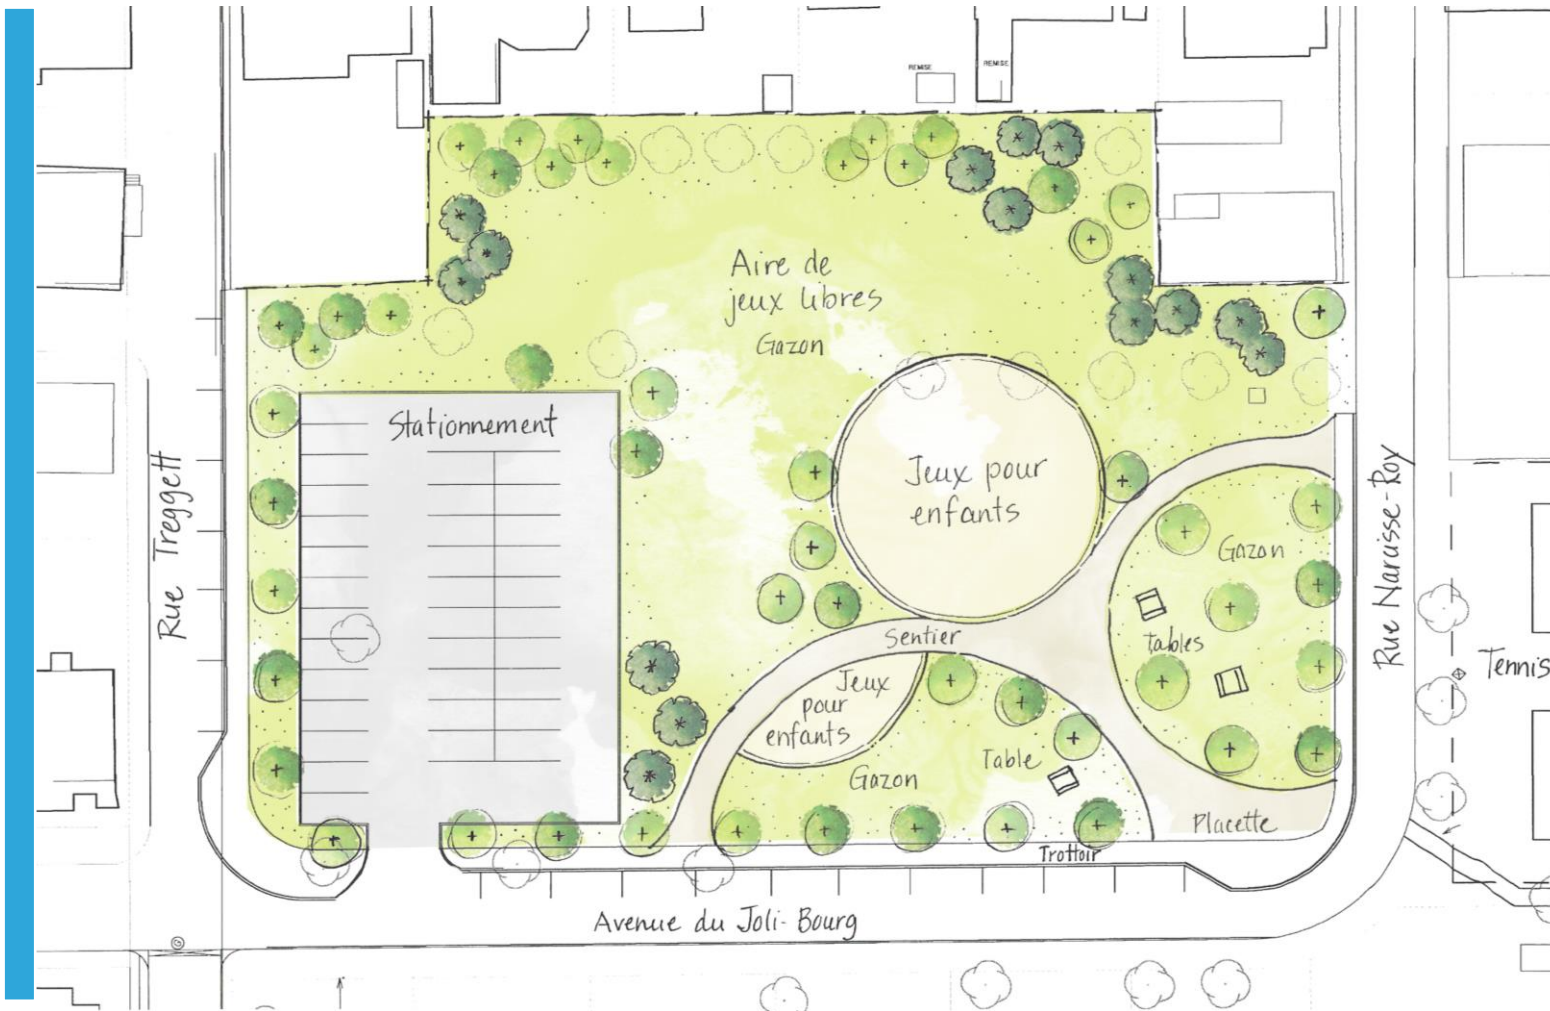 REMISE
REMISE
Aire de
jeux libres
Gazon
Stationnement
Jeux pour
enfants
Rue Treggett
Gazon
Rue Narcisse-Roy
Sentier
Tables
Tennis
Jeux
pour
enfants
Table
Gazon
Placette
Trottoir
Avenue du Joli-Bourg